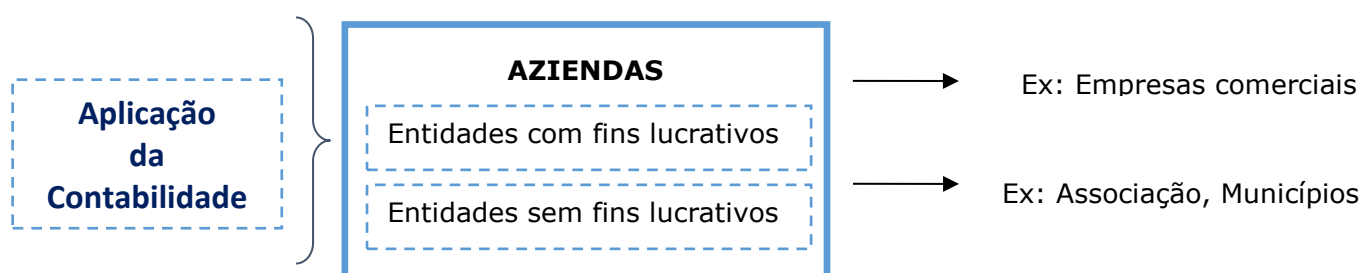 Aplicação
da
Contabilidade
AZIENDAS
Entidades com fins lucrativos
Entidades sem fins lucrativos
Ex: Empresas comerciais
Ex: Associação, Municípios